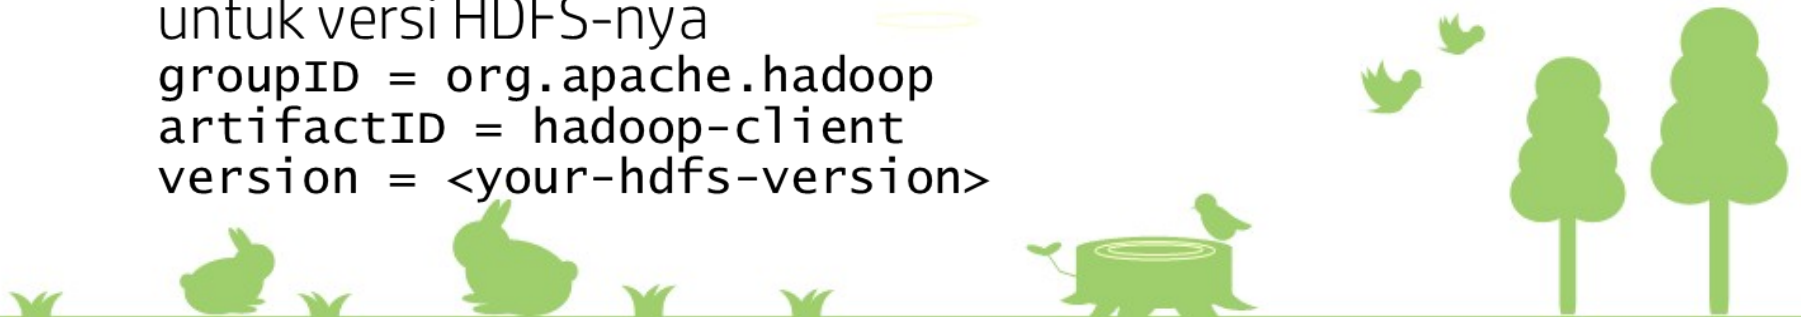 untuk versi HDFS-nya
groupID = org.apache.hadoop
artifactID = hadoop-client
version = <your-hdfs-version>